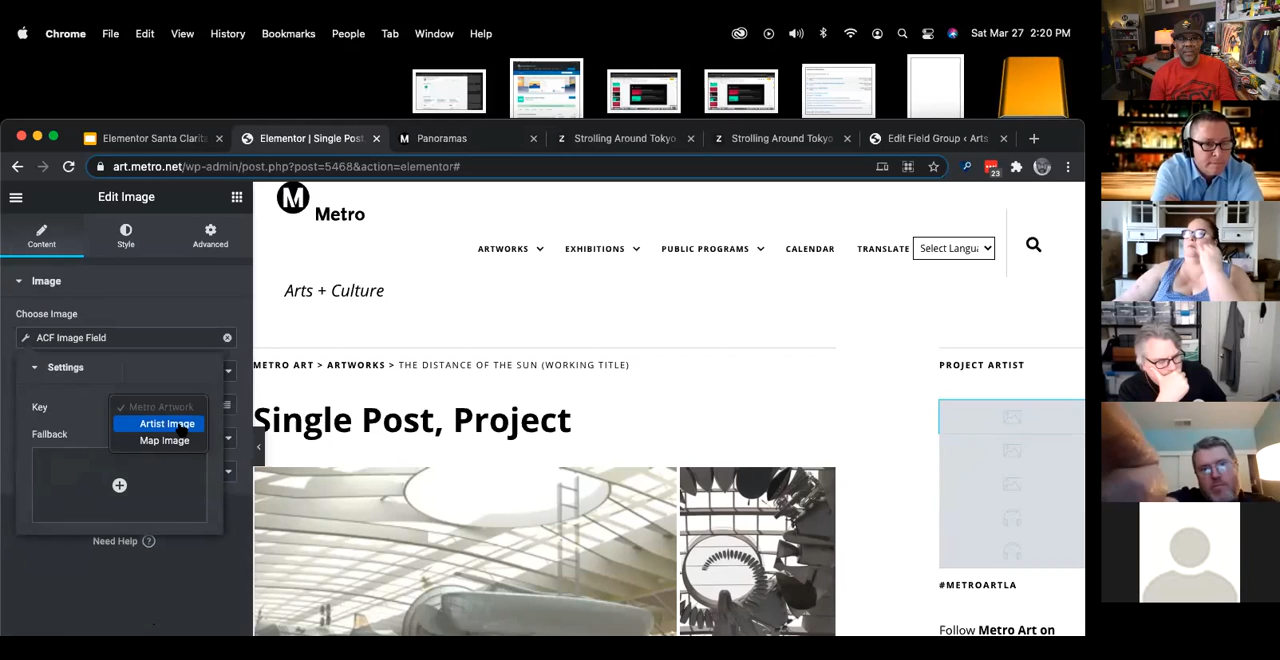 Chrome File Edit View History Bookmarks People Tab Window Help Sat Mar 27 2:20 PM
Elementor Santa Clarita Elementor | Single Post, M Panoramas Z Strolling Around Tokyo Z Strolling Around Tokyo Edit Field Group ‹ Arts
art.metro.net/wp-admin/post.php?post=5468&action=elementor#
23
Edit Image
Content Style Advanced
Image
Choose Image
ACF Image Field
Settings
Key
Metro Artwork
Artist Image
Map Image
Fallback
Need Help ?
M Metro
ARTWORKS EXHIBITIONS PUBLIC PROGRAMS CALENDAR TRANSLATE Select Langu
Arts + Culture
METRO ART > ARTWORKS > THE DISTANCE OF THE SUN (WORKING TITLE)
Single Post, Project
PROJECT ARTIST
#METROARTLA
Follow Metro Art on